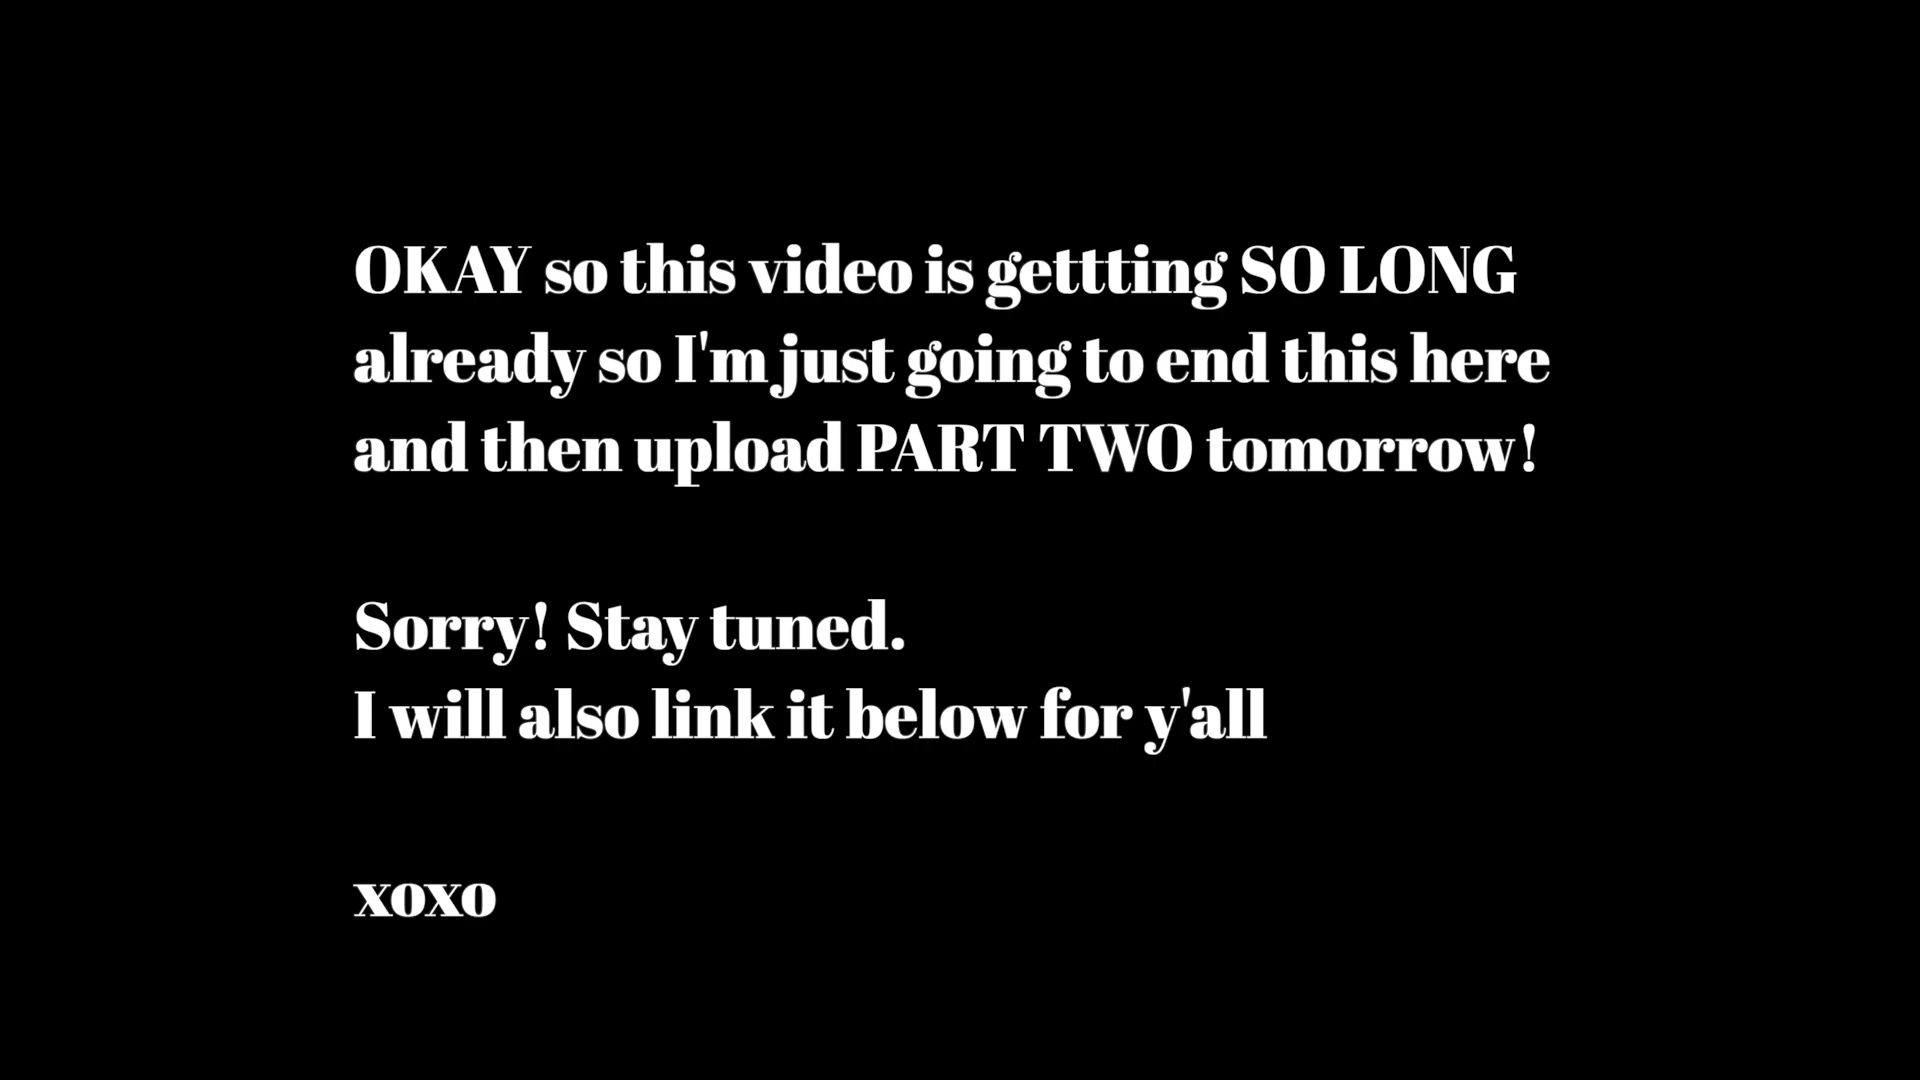 OKAY so this video is gettting SO LONG
already so I'm just going to end this here
and then upload PART TWO tomorrow!
Sorry! Stay tuned.
I will also link it below for y'all
xoxo